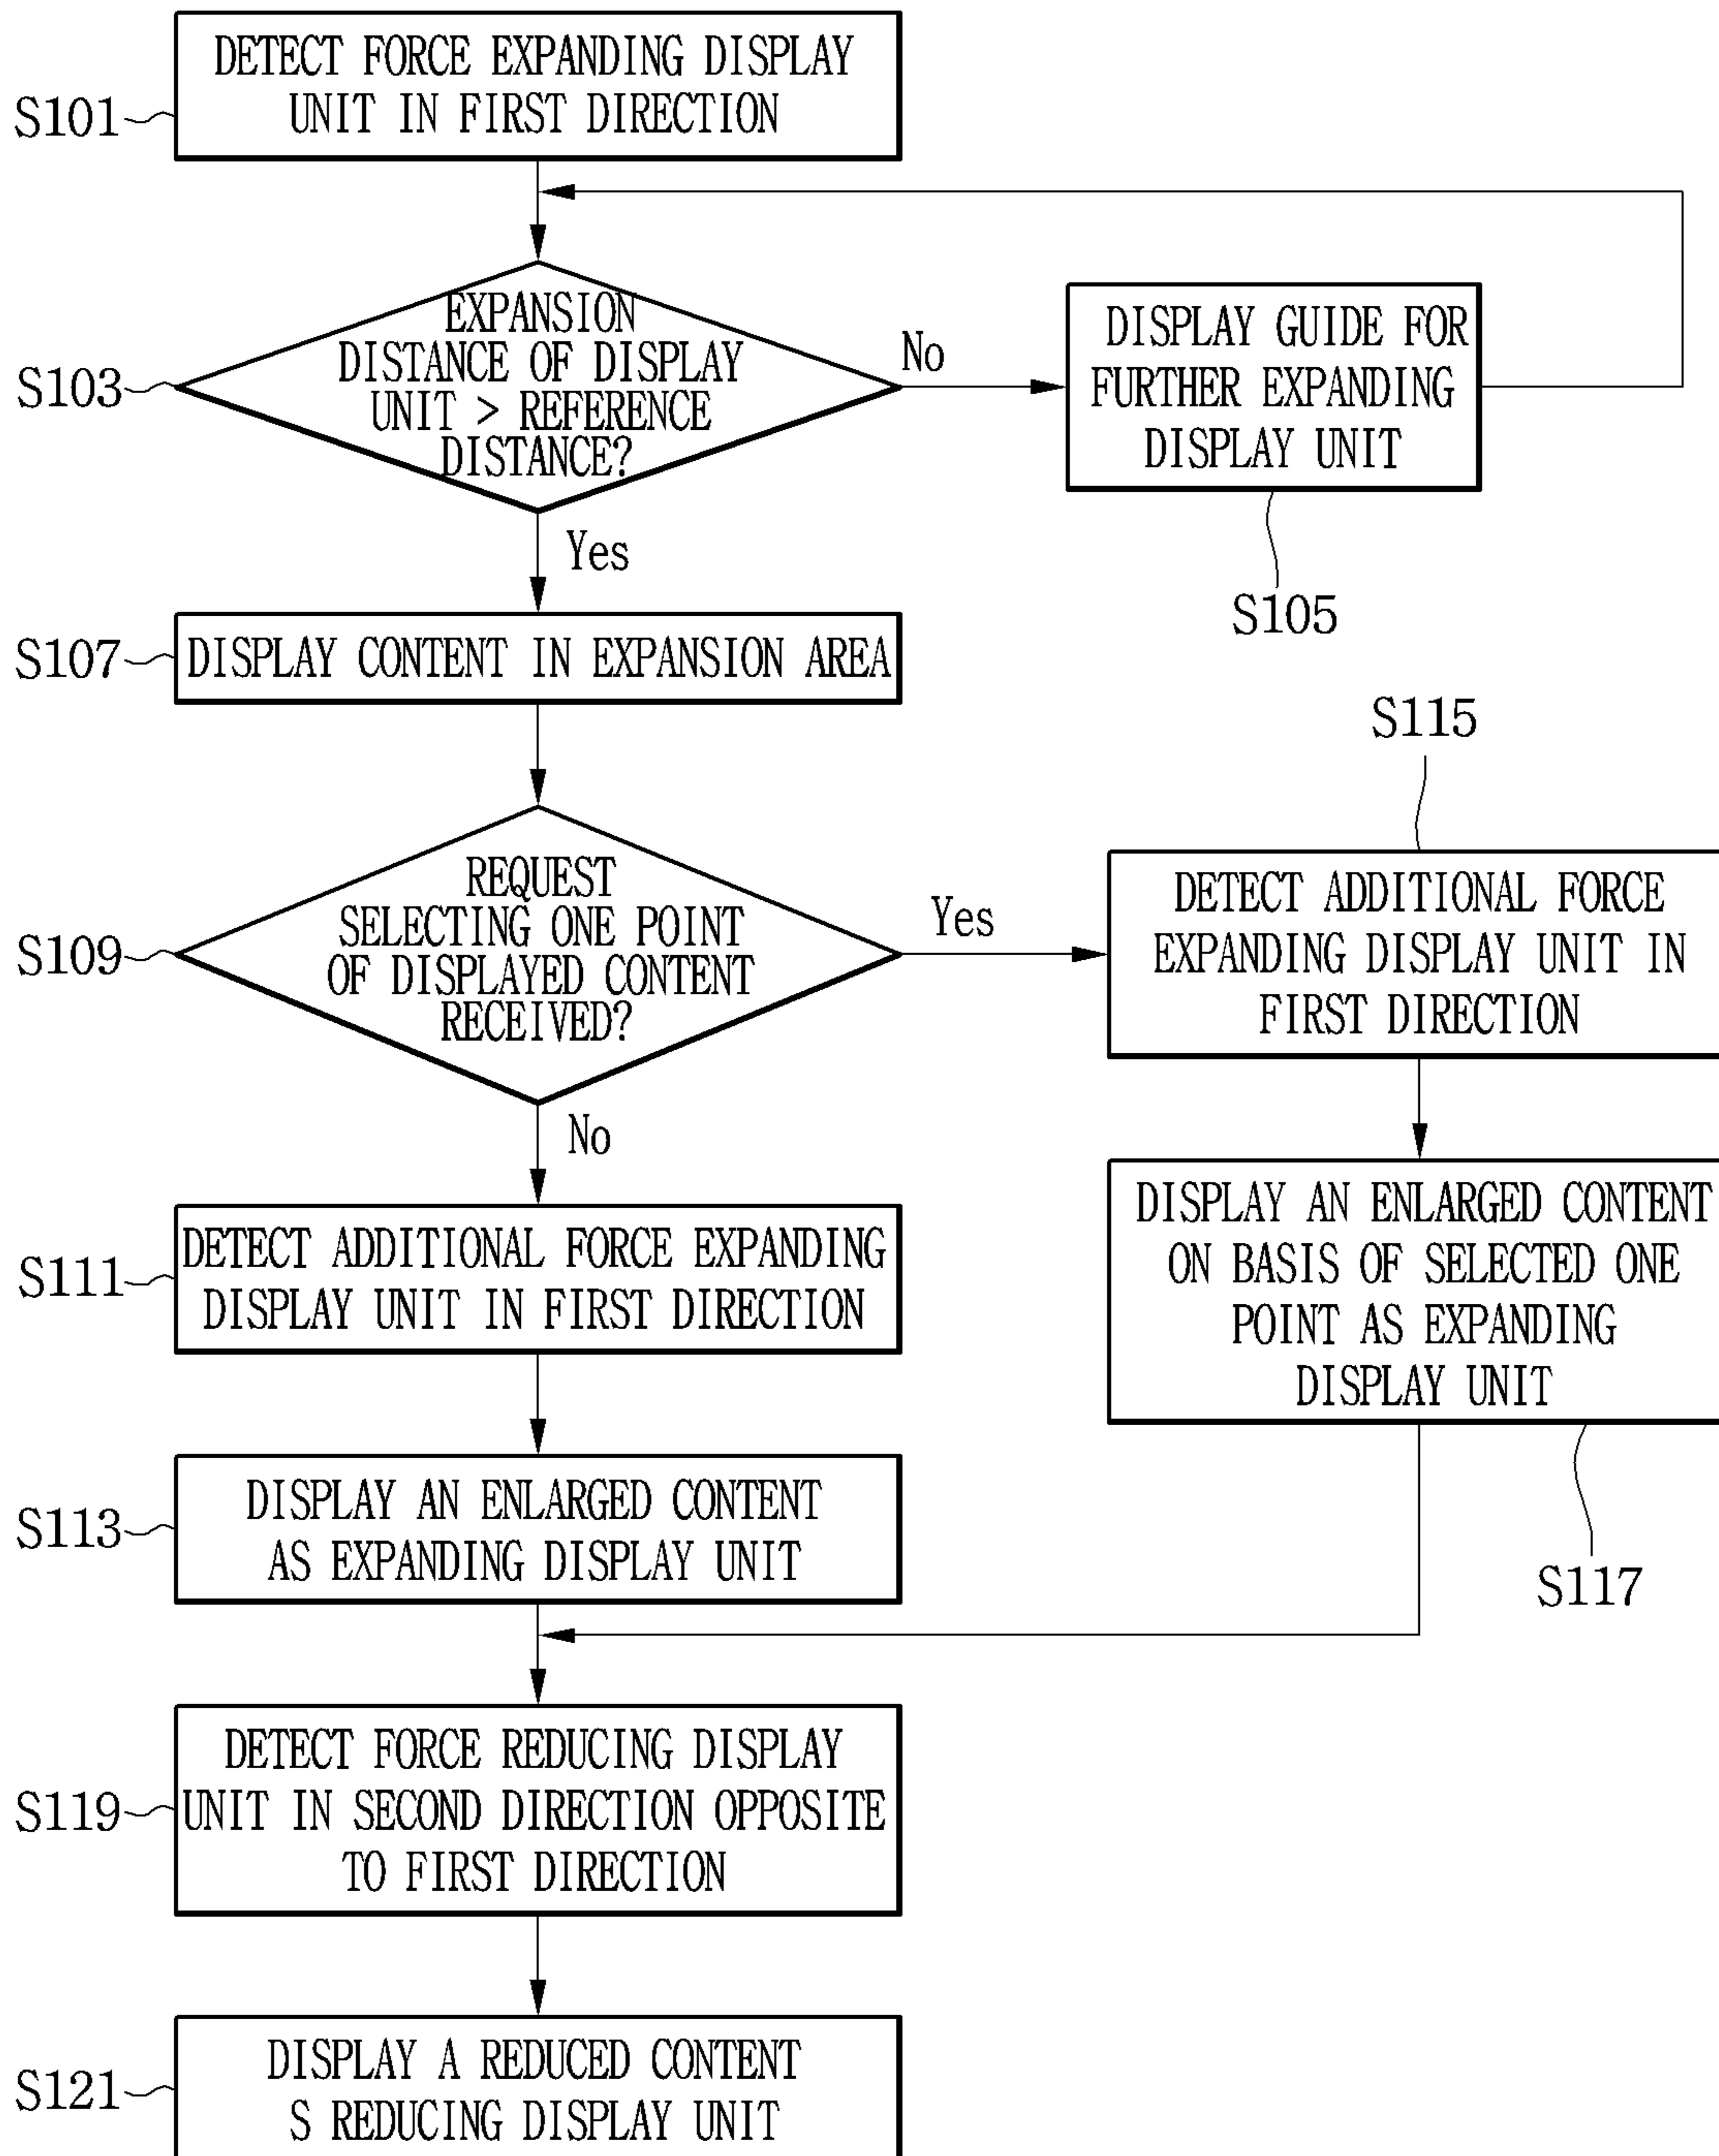 DETECT FORCE EXPANDING DISPLAY
UNIT IN FIRST DIRECTION
S101
EXPANSION
DISTANCE OF DISPLAY
UNIT > REFERENCE
DISTANCE?
S103
No
DISPLAY GUIDE FOR
FURTHER EXPANDING
DISPLAY UNIT
S105
Yes
S107
DISPLAY CONTENT IN EXPANSION AREA
REQUEST
SELECTING ONE POINT
OF DISPLAYED CONTENT
RECEIVED?
S109
Yes
S115
DETECT ADDITIONAL FORCE
EXPANDING DISPLAY UNIT IN
FIRST DIRECTION
No
DETECT ADDITIONAL FORCE EXPANDING
DISPLAY UNIT IN FIRST DIRECTION
S111
DISPLAY AN ENLARGED CONTENT
ON BASIS OF SELECTED ONE
POINT AS EXPANDING
DISPLAY UNIT
S117
DISPLAY AN ENLARGED CONTENT
AS EXPANDING DISPLAY UNIT
S113
DETECT FORCE REDUCING DISPLAY
UNIT IN SECOND DIRECTION OPPOSITE
TO FIRST DIRECTION
S119
DISPLAY A REDUCED CONTENT
S REDUCING DISPLAY UNIT
S121